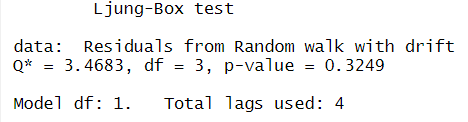 Ljung-Box test
data:  Residuals from Random walk with drift
Q* = 3.4683, df = 3, p-value = 0.3249
Model df: 1.   Total lags used: 4